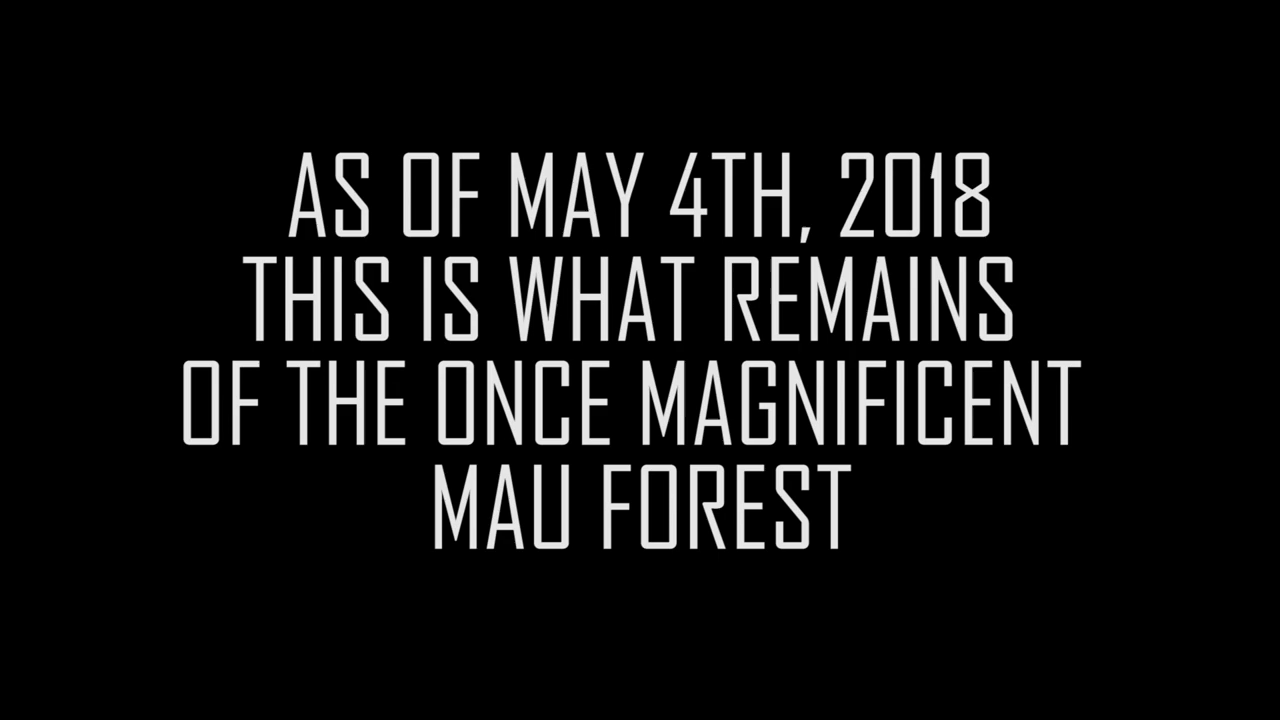 AS OF MAY 4TH, 2018
THIS IS WHAT REMAINS
OF THE ONCE MAGNIFICENT
MAU FOREST